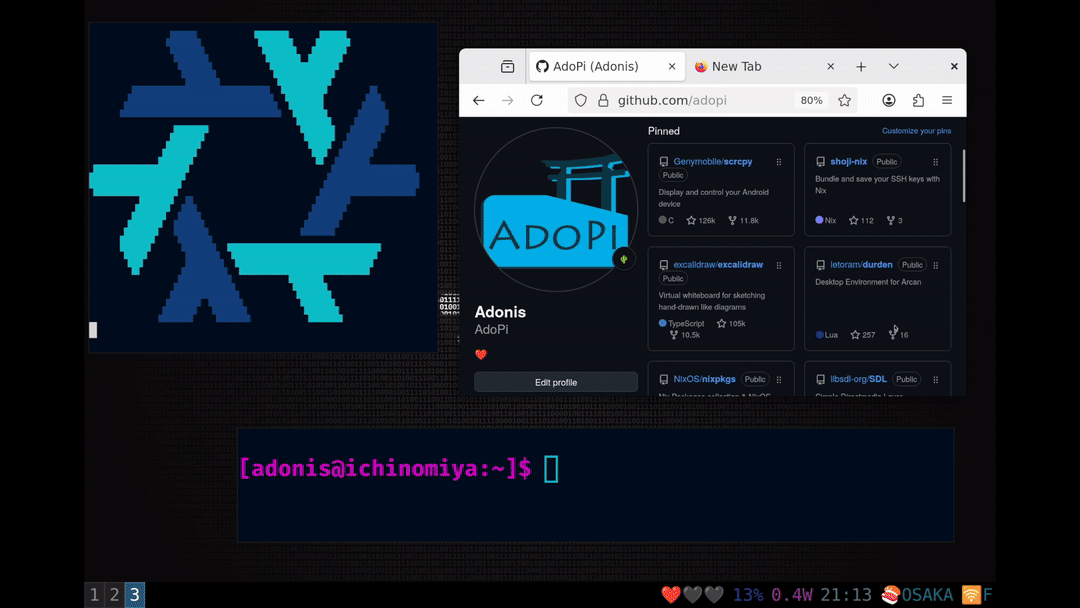 AdoPi (Adonis)
New Tab
github.com/adopi
80%
ADOPI
Adonis
AdoPi
Edit profile
Pinned
Customize your pins
Genymobile/scrcpy
Public
Display and control your Android
device
C 126k 11.8k
shoji-nix Public
Bundle and save your SSH keys with
Nix
Nix 112 3
excalidraw/excalidraw
Public
Virtual whiteboard for sketching
hand-drawn like diagrams
TypeScript 105k
10.5k
letoram/durden Public
Desktop Environment for Arcan
Lua 257 16
NixOS/nixpkgs Public
libsdl-org/SDL Public
[adonis@ichinomiya:~]$
1 2 3
13% 0.4W 21:13 OSAKA F